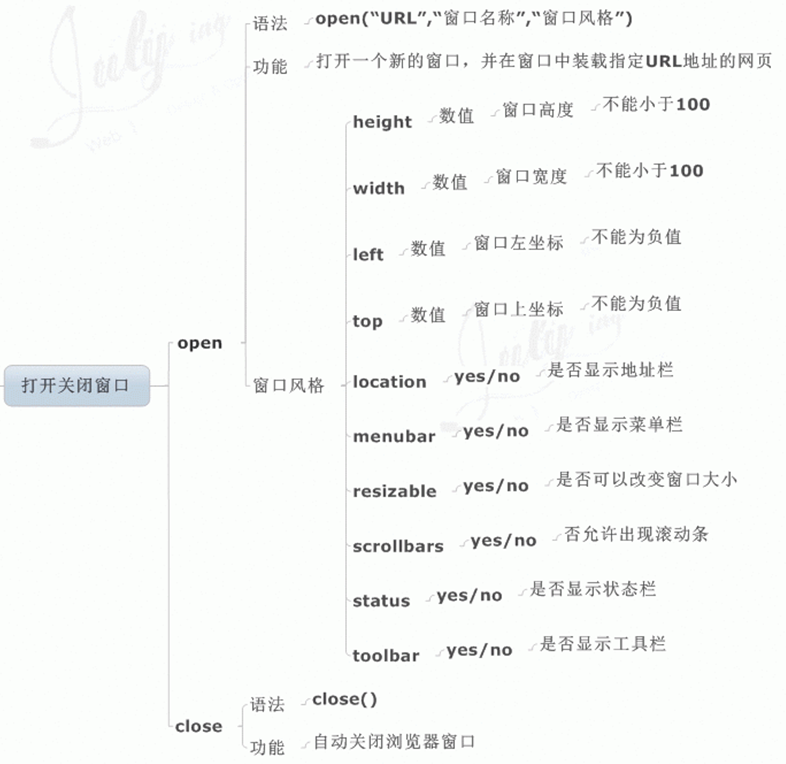 打开关闭窗口
open
语法 open(“URL”,“窗口名称”,“窗口风格”)
功能 打开一个新的窗口，并在窗口中装载指定URL地址的网页
窗口风格
height 数值 窗口高度 不能小于100
width 数值 窗口宽度 不能小于100
left 数值 窗口左坐标 不能为负值
top 数值 窗口上坐标 不能为负值
location yes/no 是否显示地址栏
menubar yes/no 是否显示菜单栏
resizable yes/no 是否可以改变窗口大小
scrollbars yes/no 否允许出现滚动条
status yes/no 是否显示状态栏
toolbar yes/no 是否显示工具栏
close
语法 close()
功能 自动关闭浏览器窗口